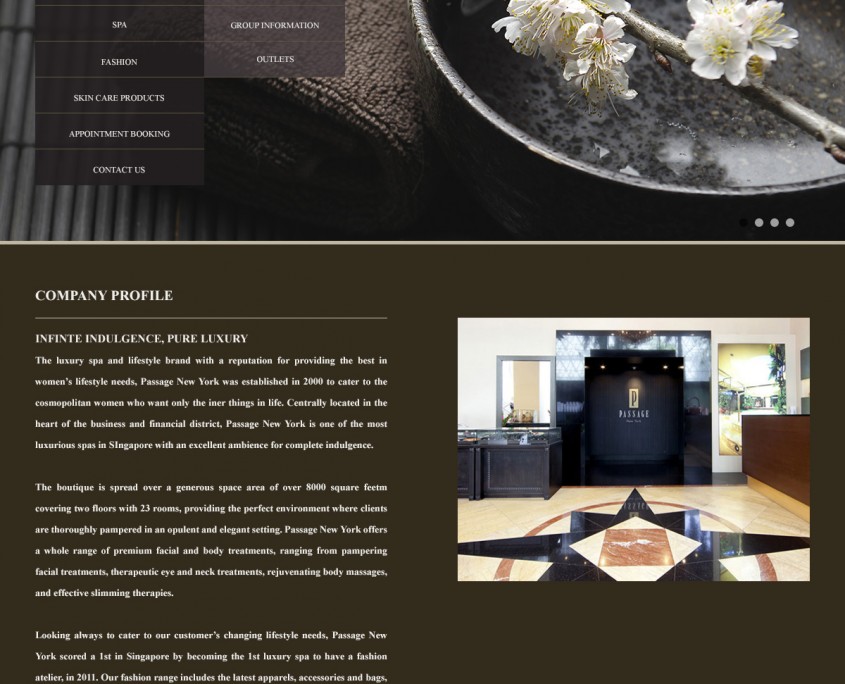 SPA
GROUP INFORMATION
FASHION
OUTLETS
SKIN CARE PRODUCTS
APPOINTMENT BOOKING
CONTACT US
COMPANY PROFILE
INFINTE INDULGENCE, PURE LUXURY
The luxury spa and lifestyle brand with a reputation for providing the best in
women's lifestyle needs, Passage New York was established in 2000 to cater to the
cosmopolitan women who want only the iner things in life. Centrally located in the
heart of the business and financial district, Passage New York is one of the most
luxurious spas in SIngapore with an excellent ambience for complete indulgence.
The boutique is spread over a generous space area of over 8000 square feetm
covering two floors with 23 rooms, providing the perfect environment where clients
are thoroughly pampered in an opulent and elegant setting. Passage New York offers
a whole range of premium facial and body treatments, ranging from pampering
facial treatments, therapeutic eye and neck treatments, rejuvenating body massages,
and effective slimming therapies.
Looking always to cater to our customer's changing lifestyle needs, Passage New
York scored a 1st in Singapore by becoming the 1st luxury spa to have a fashion
atelier, in 2011. Our fashion range includes the latest apparels, accessories and bags,
P
PASSAGE
New York